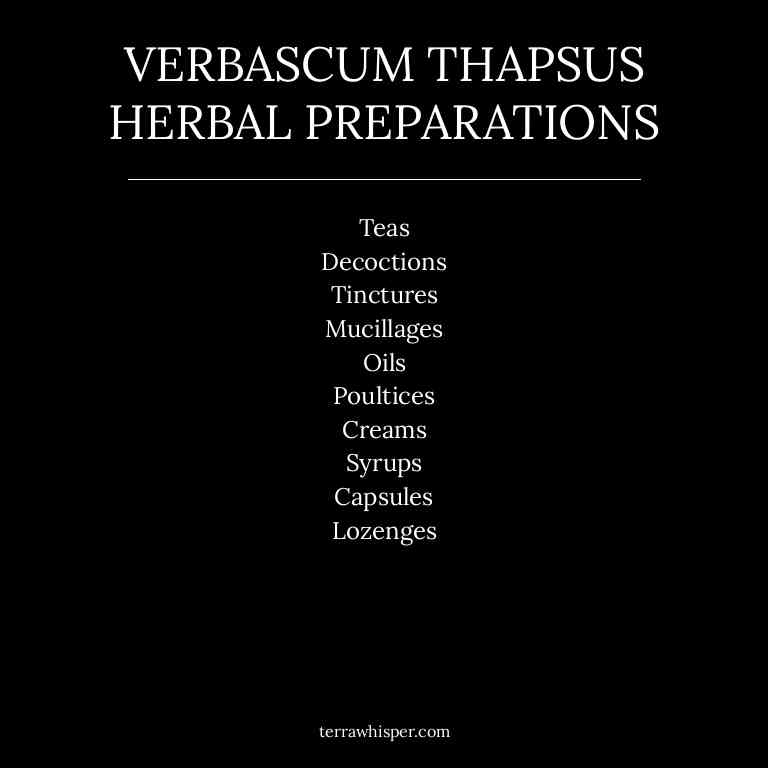 VERBASCUM THAPSUS
HERBAL PREPARATIONS
Teas
Decoctions
Tinctures
Mucillages
Oils
Poultices
Creams
Syrups
Capsules
Lozenges
terrawhisper.com